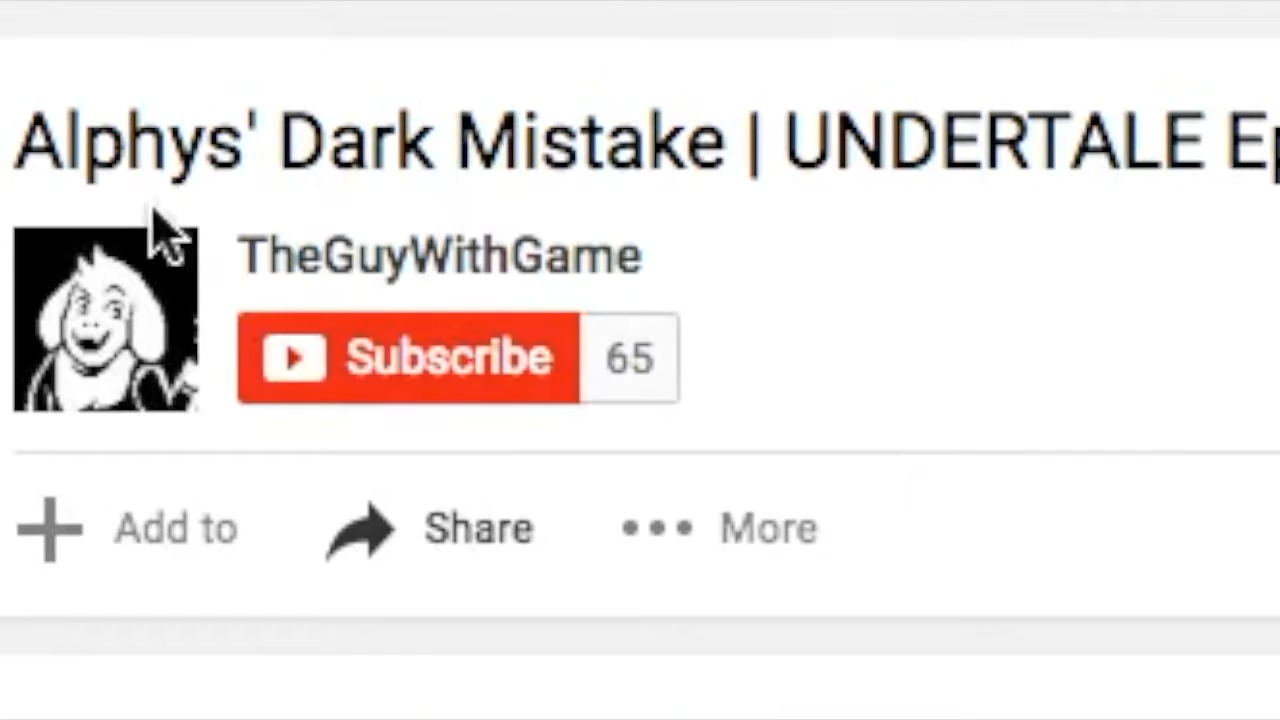 Alphys' Dark Mistake | UNDERTALE Ep
TheGuyWithGame
Subscribe 65
Add to Share More